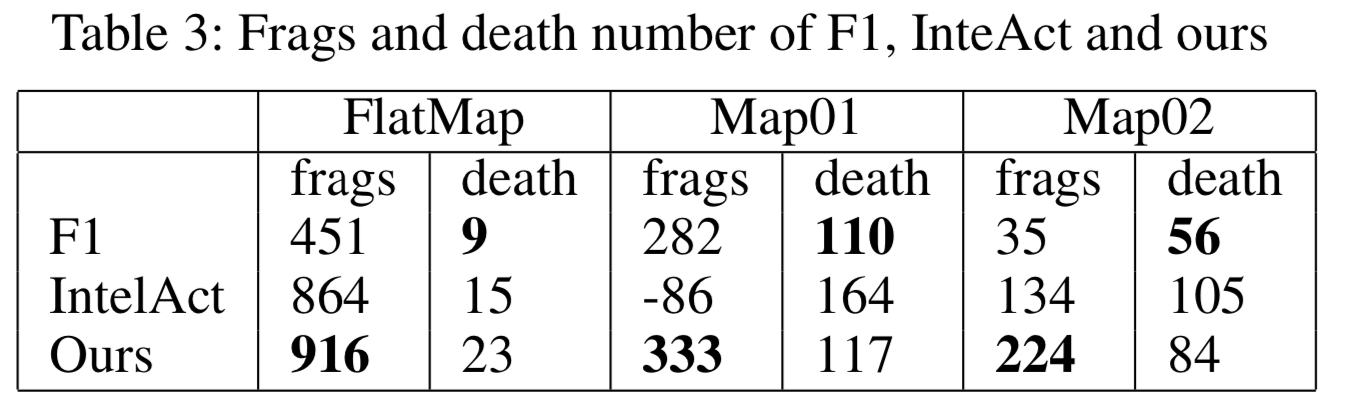 Table 3: Frags and death number of F1, InteAct and ours
FlatMap Map01 Map02
frags death frags death frags death
F1 451 9 282 110 35 56
IntelAct 864 15 -86 164 134 105
Ours 916 23 333 117 224 84